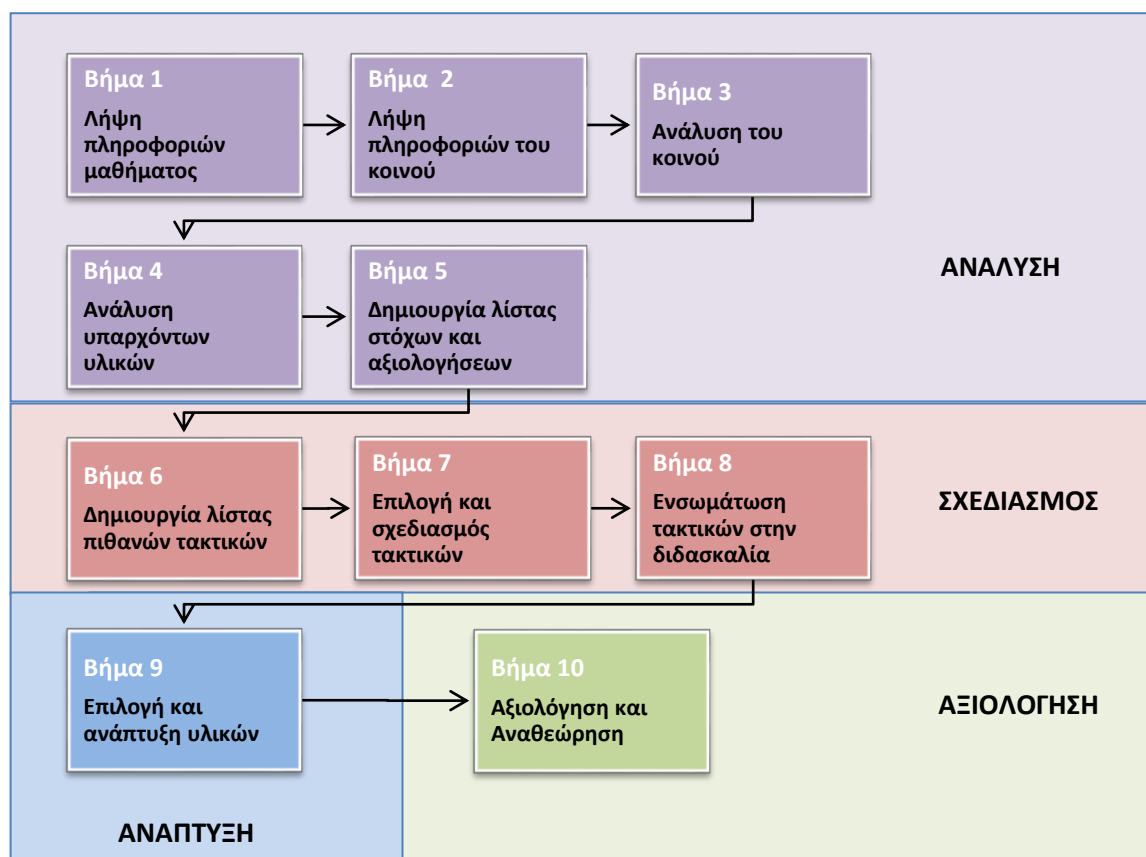 Βήμα 1
Λήψη
πληροφοριών
μαθήματος
Βήμα  2
Λήψη
πληροφοριών του
κοινού
Βήμα 3
Ανάλυση του
κοινού
Βήμα 4
Ανάλυση
υπαρχόντων
υλικών
Βήμα 5
Δημιουργία λίστας
στόχων και
αξιολογήσεων
ΑΝΑΛΥΣΗ
Βήμα 6
Δημιουργία λίστας
πιθανών τακτικών
Βήμα 7
Επιλογή και
σχεδιασμός
τακτικών
Βήμα 8
Ενσωμάτωση
τακτικών στην
διδασκαλία
ΣΧΕΔΙΑΣΜΟΣ
Βήμα 9
Επιλογή και
ανάπτυξη υλικών
ΑΝΑΠΤΥΞΗ
Βήμα 10
Αξιολόγηση και
Αναθεώρηση
ΑΞΙΟΛΟΓΗΣΗ